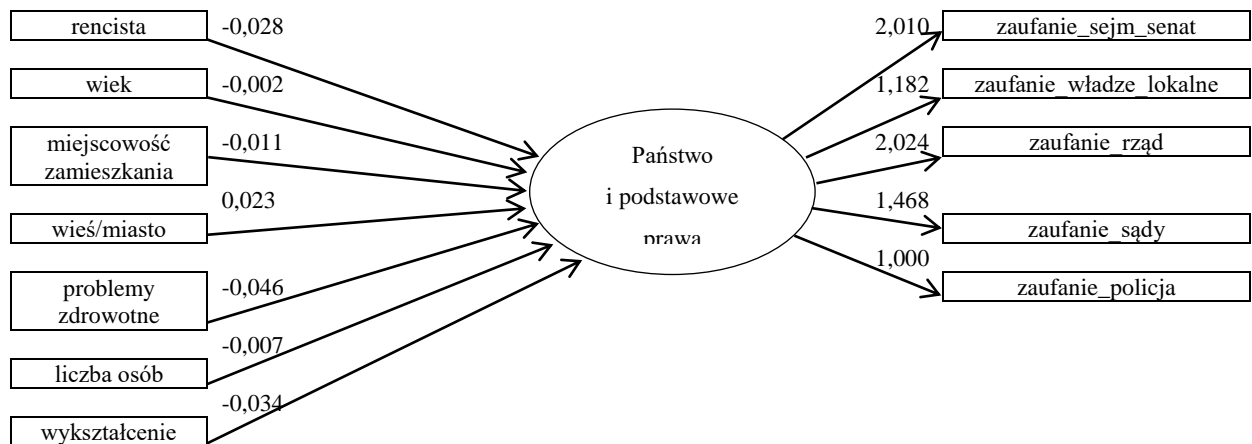 rencista
-0,028
wiek
-0,002
miejscowość
zamieszkania
-0,011
wieś/miasto
0,023
problemy
zdrowotne
-0,046
liczba osób
-0,007
wykształcenie
-0,034
Państwo
i podstawowe
prawa
2,010
zaufanie_sejm_senat
1,182
zaufanie_władze_lokalne
2,024
zaufanie_rząd
1,468
zaufanie_sądy
1,000
zaufanie_policja